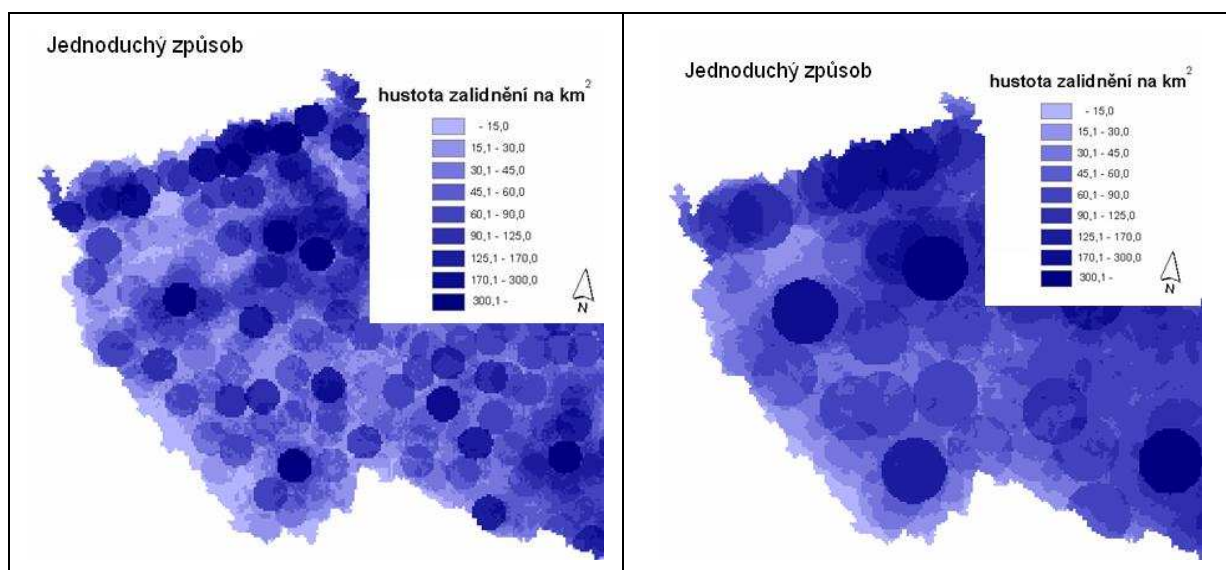 Jednoduchý způsob
hustota zalidnění na km²
- 15,0
15,1 - 30,0
30,1 - 45,0
45,1 - 60,0
60,1 - 90,0
90,1 - 125,0
125,1 - 170,0
170,1 - 300,0
300,1 -
N
Jednoduchý způsob
hustota zalidnění na km²
- 15,0
15,1 - 30,0
30,1 - 45,0
45,1 - 60,0
60,1 - 90,0
90,1 - 125,0
125,1 - 170,0
170,1 - 300,0
300,1 -
N